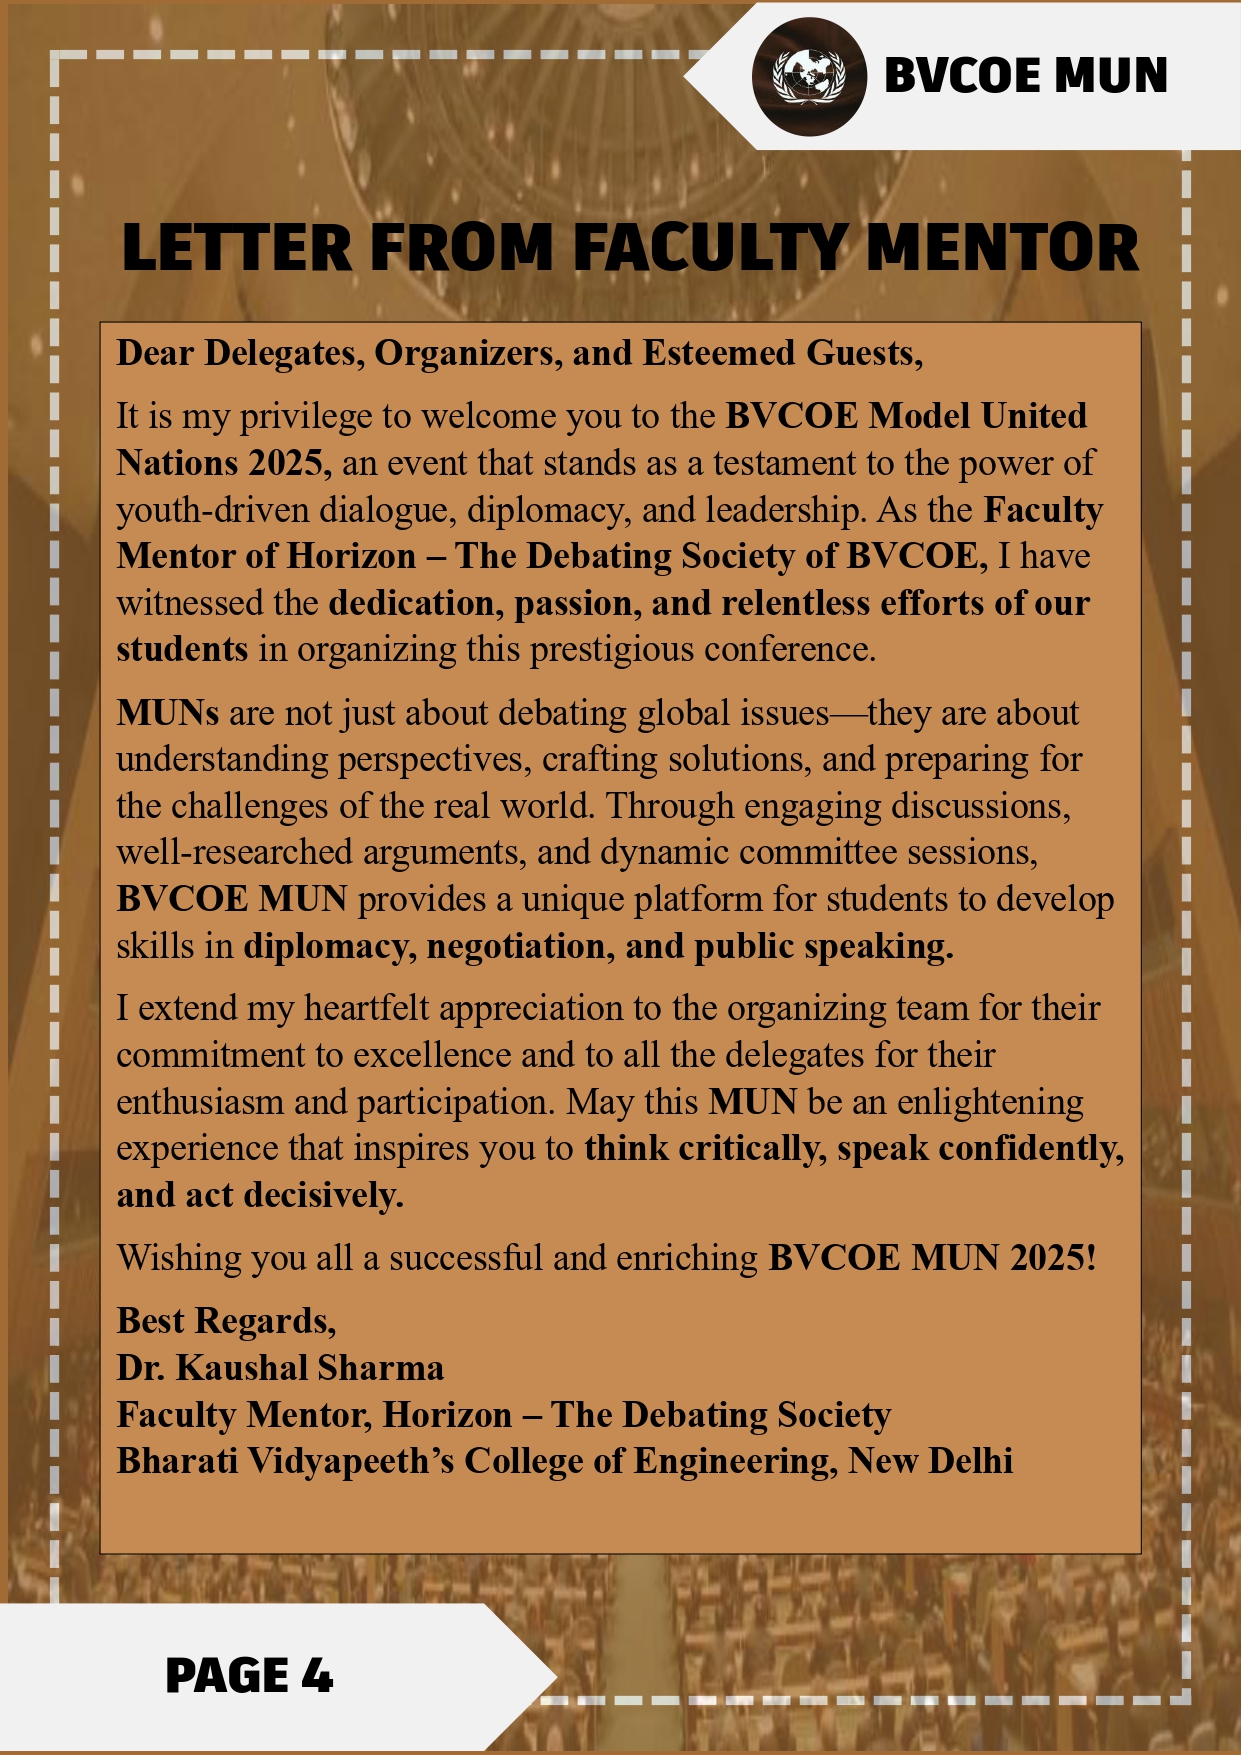 BVCOE MUN
LETTER FROM FACULTY MENTOR
Dear Delegates, Organizers, and Esteemed Guests,
It is my privilege to welcome you to the BVCOE Model United
Nations 2025, an event that stands as a testament to the power of
youth-driven dialogue, diplomacy, and leadership. As the Faculty
Mentor of Horizon – The Debating Society of BVCOE, I have
witnessed the dedication, passion, and relentless efforts of our
students in organizing this prestigious conference.
MUNs are not just about debating global issues—they are about
understanding perspectives, crafting solutions, and preparing for
the challenges of the real world. Through engaging discussions,
well-researched arguments, and dynamic committee sessions,
BVCOE MUN provides a unique platform for students to develop
skills in diplomacy, negotiation, and public speaking.
I extend my heartfelt appreciation to the organizing team for their
commitment to excellence and to all the delegates for their
enthusiasm and participation. May this MUN be an enlightening
experience that inspires you to think critically, speak confidently,
and act decisively.
Wishing you all a successful and enriching BVCOE MUN 2025!
Best Regards,
Dr. Kaushal Sharma
Faculty Mentor, Horizon – The Debating Society
Bharati Vidyapeeth’s College of Engineering, New Delhi
PAGE 4